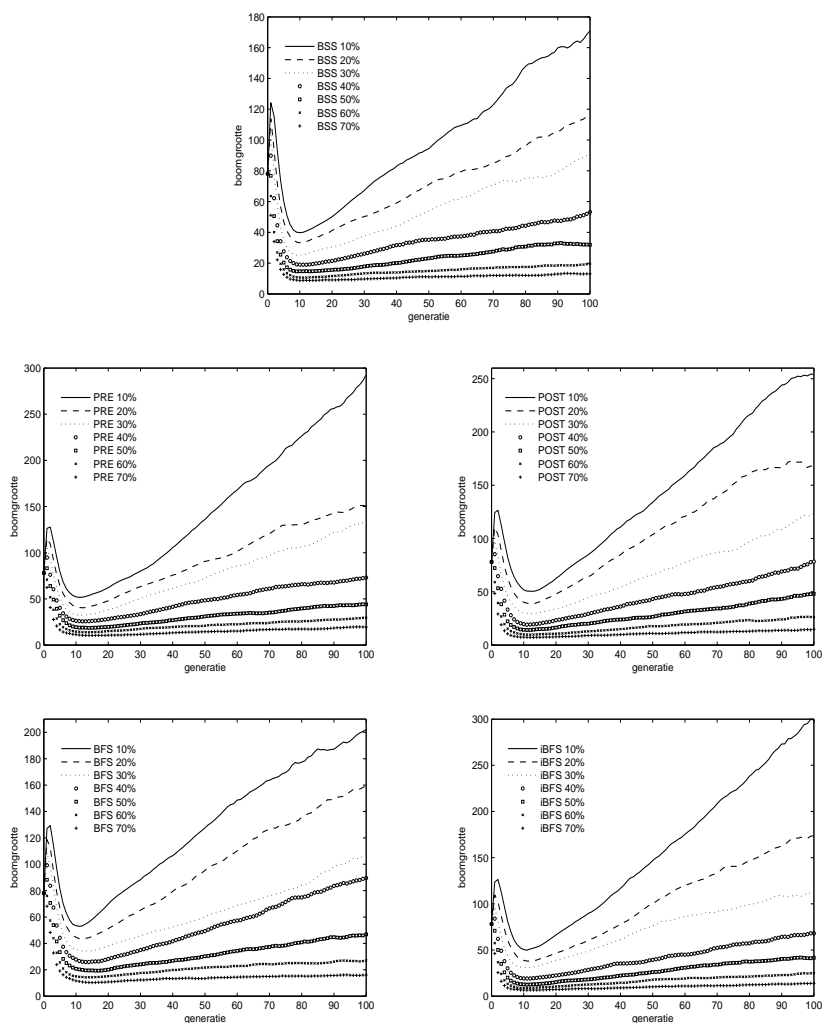 180
160
140
120
100
80
60
40
20
0
boomgrootte
BSS 10%
BSS 20%
BSS 30%
BSS 40%
BSS 50%
BSS 60%
BSS 70%
0 10 20 30 40 50 60 70 80 90 100
generatie
300
250
200
150
100
50
0
boomgrootte
PRE 10%
PRE 20%
PRE 30%
PRE 40%
PRE 50%
PRE 60%
PRE 70%
0 10 20 30 40 50 60 70 80 90 100
generatie
250
200
150
100
50
0
boomgrootte
POST 10%
POST 20%
POST 30%
POST 40%
POST 50%
POST 60%
POST 70%
0 10 20 30 40 50 60 70 80 90 100
generatie
200
180
160
140
120
100
80
60
40
20
0
boomgrootte
BFS 10%
BFS 20%
BFS 30%
BFS 40%
BFS 50%
BFS 60%
BFS 70%
0 10 20 30 40 50 60 70 80 90 100
generatie
300
250
200
150
100
50
0
boomgrootte
iBFS 10%
iBFS 20%
iBFS 30%
iBFS 40%
iBFS 50%
iBFS 60%
iBFS 70%
0 10 20 30 40 50 60 70 80 90 100
generatie